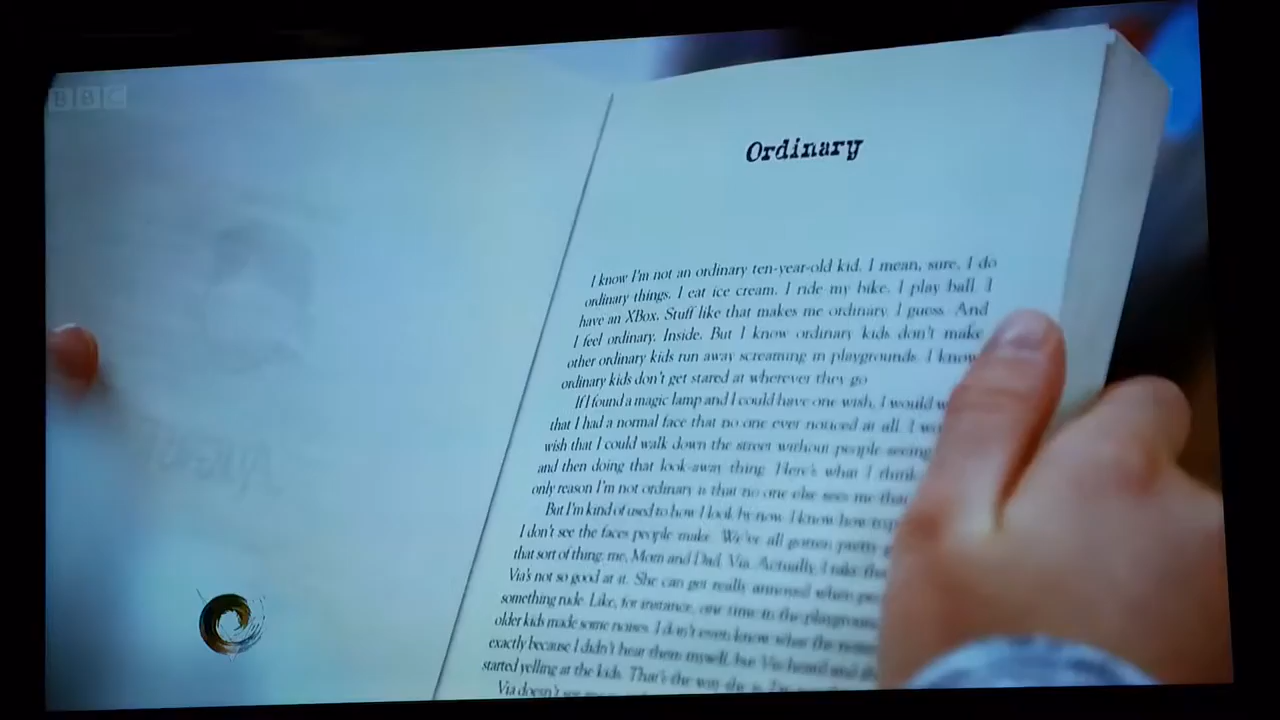 BBC
Ordinary
I know I'm not an ordinary ten-year-old kid. I mean, sure, I do
ordinary things. I eat ice cream. I ride my bike. I play ball. I
have an XBox. Stuff like that makes me ordinary. I guess. And
I feel ordinary. Inside. But I know ordinary kids don't make
other ordinary kids run away screaming in playgrounds. I know
ordinary kids don't get stared at wherever they go.
If I found a magic lamp and I could have one wish, I would
that I had a normal face that no one ever noticed at all. I
wish that I could walk down the street without people seeing
and then doing that look-away thing. Here's what I think
only reason I'm not ordinary is that no one else sees me that
But I'm kind of used to how I look by now. I know how
I don't see the faces people make. We've all gotten pretty
that sort of thing: me, Mom and Dad, Via. Actually, I take
Via's not so good at it. She can get really annoyed when
something rude. Like, for instance, one time in the playground
older kids made some noises. I don't even know what the
exactly because I didn't hear them myself, but Via heard and
started yelling at the kids. That's the way she is.
Via doesn't